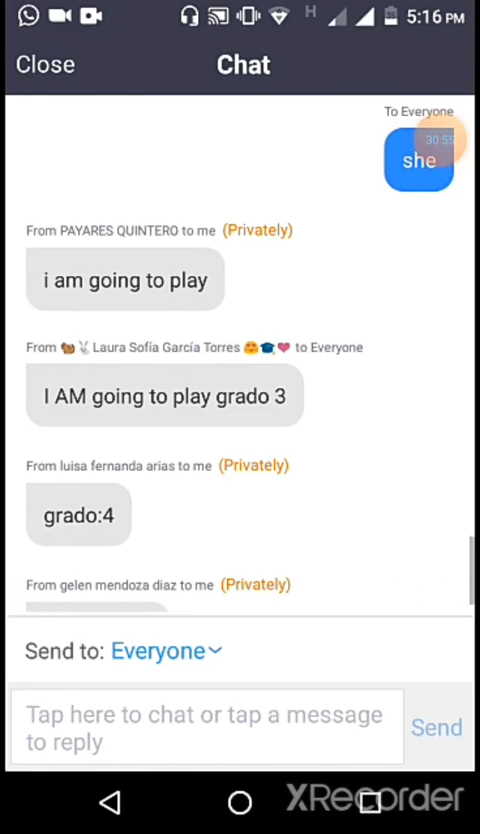 H 5:16 PM
Close Chat
To Everyone
30:55
she
From PAYARES QUINTERO to me (Privately)
i am going to play
From 🐿️🐰 Laura Sofía García Torres 🤗🎓❤️ to Everyone
I AM going to play grado 3
From luisa fernanda arias to me (Privately)
grado:4
From gelen mendoza diaz to me (Privately)
Send to: Everyone
Tap here to chat or tap a message
to reply
Send
XRecorder